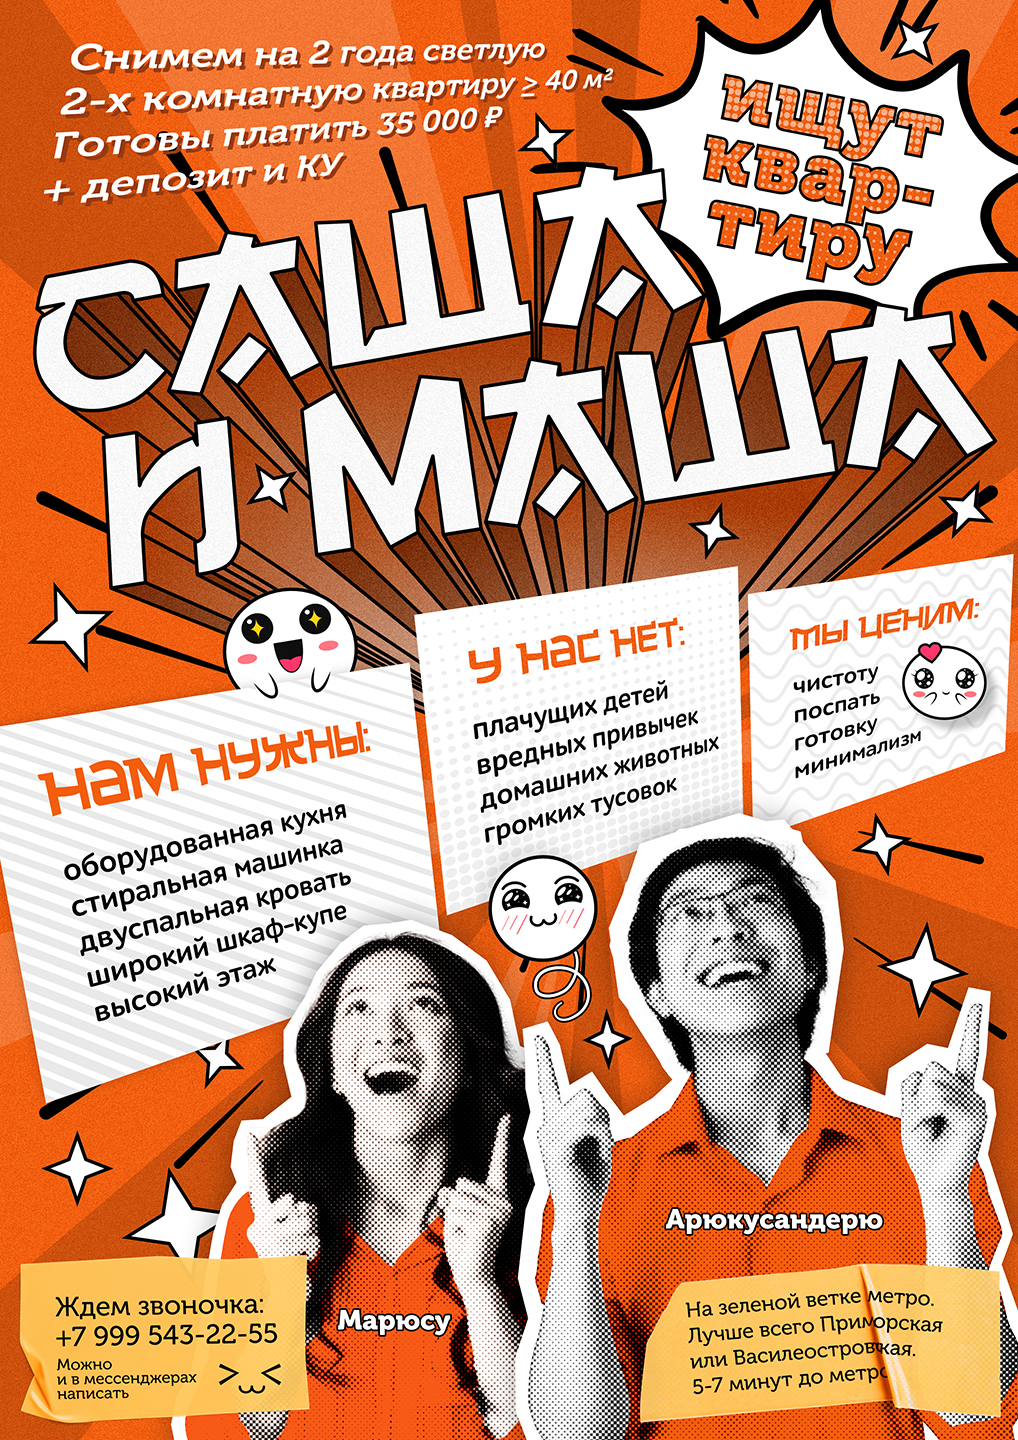 Снимем на 2 года светлую
2-х комнатную квартиру ≥ 40 м²
Готовы платить 35 000 ₽
+ депозит и КУ
ищут
квар-
тиру
САША
И МАША
НАМ НУЖНЫ:
оборудованная кухня
стиральная машинка
двуспальная кровать
широкий шкаф-купе
высокий этаж
У НАС НЕТ:
плачущих детей
вредных привычек
домашних животных
громких тусовок
МЫ ЦЕНИМ:
чистоту
поспать
готовку
минимализм
Арюкусандерю
Марюсу
Ждем звоночка:
+7 999 543-22-55
Можно
и в мессенджерах
написать
На зеленой ветке метро.
Лучше всего Приморская
или Василеостровкая.
5-7 минут до метро